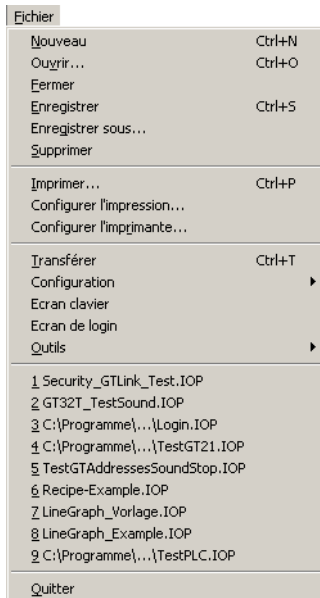 Fichier
Nouveau Ctrl+N
Ouvrir... Ctrl+O
Fermer
Enregistrer Ctrl+S
Enregistrer sous...
Supprimer
Imprimer... Ctrl+P
Configurer l'impression...
Configurer l'imprimante...
Transférer Ctrl+T
Configuration
Ecran clavier
Ecran de login
Outils
1 Security_GTLink_Test.IOP
2 GT32T_TestSound.IOP
3 C:\Programme\...\Login.IOP
4 C:\Programme\...\TestGT21.IOP
5 TestGTAddressesSoundStop.IOP
6 Recipe-Example.IOP
7 LineGraph_Vorlage.IOP
8 LineGraph_Example.IOP
9 C:\Programme\...\TestPLC.IOP
Quitter